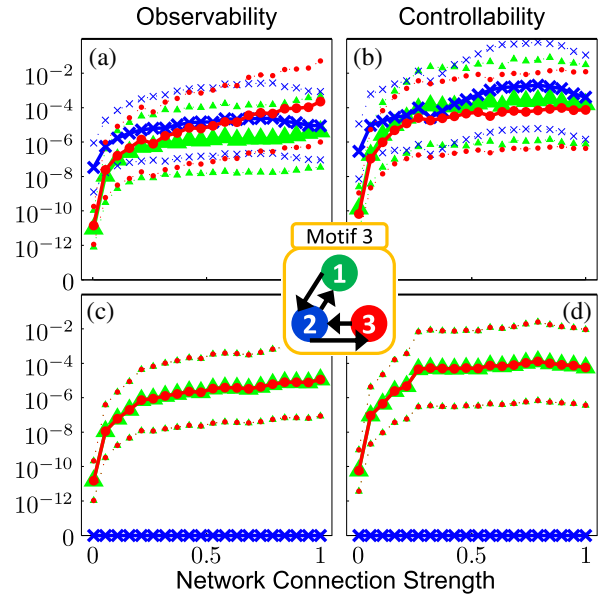 Observability Controllability
(a) (b)
10⁻²
10⁻⁴
10⁻⁶
10⁻⁸
10⁻¹⁰
10⁻¹²
0
Motif 3
1
2 3
(c) (d)
10⁻²
10⁻⁴
10⁻⁶
10⁻⁸
10⁻¹⁰
10⁻¹²
0
0 0.5 1 0 0.5 1
Network Connection Strength